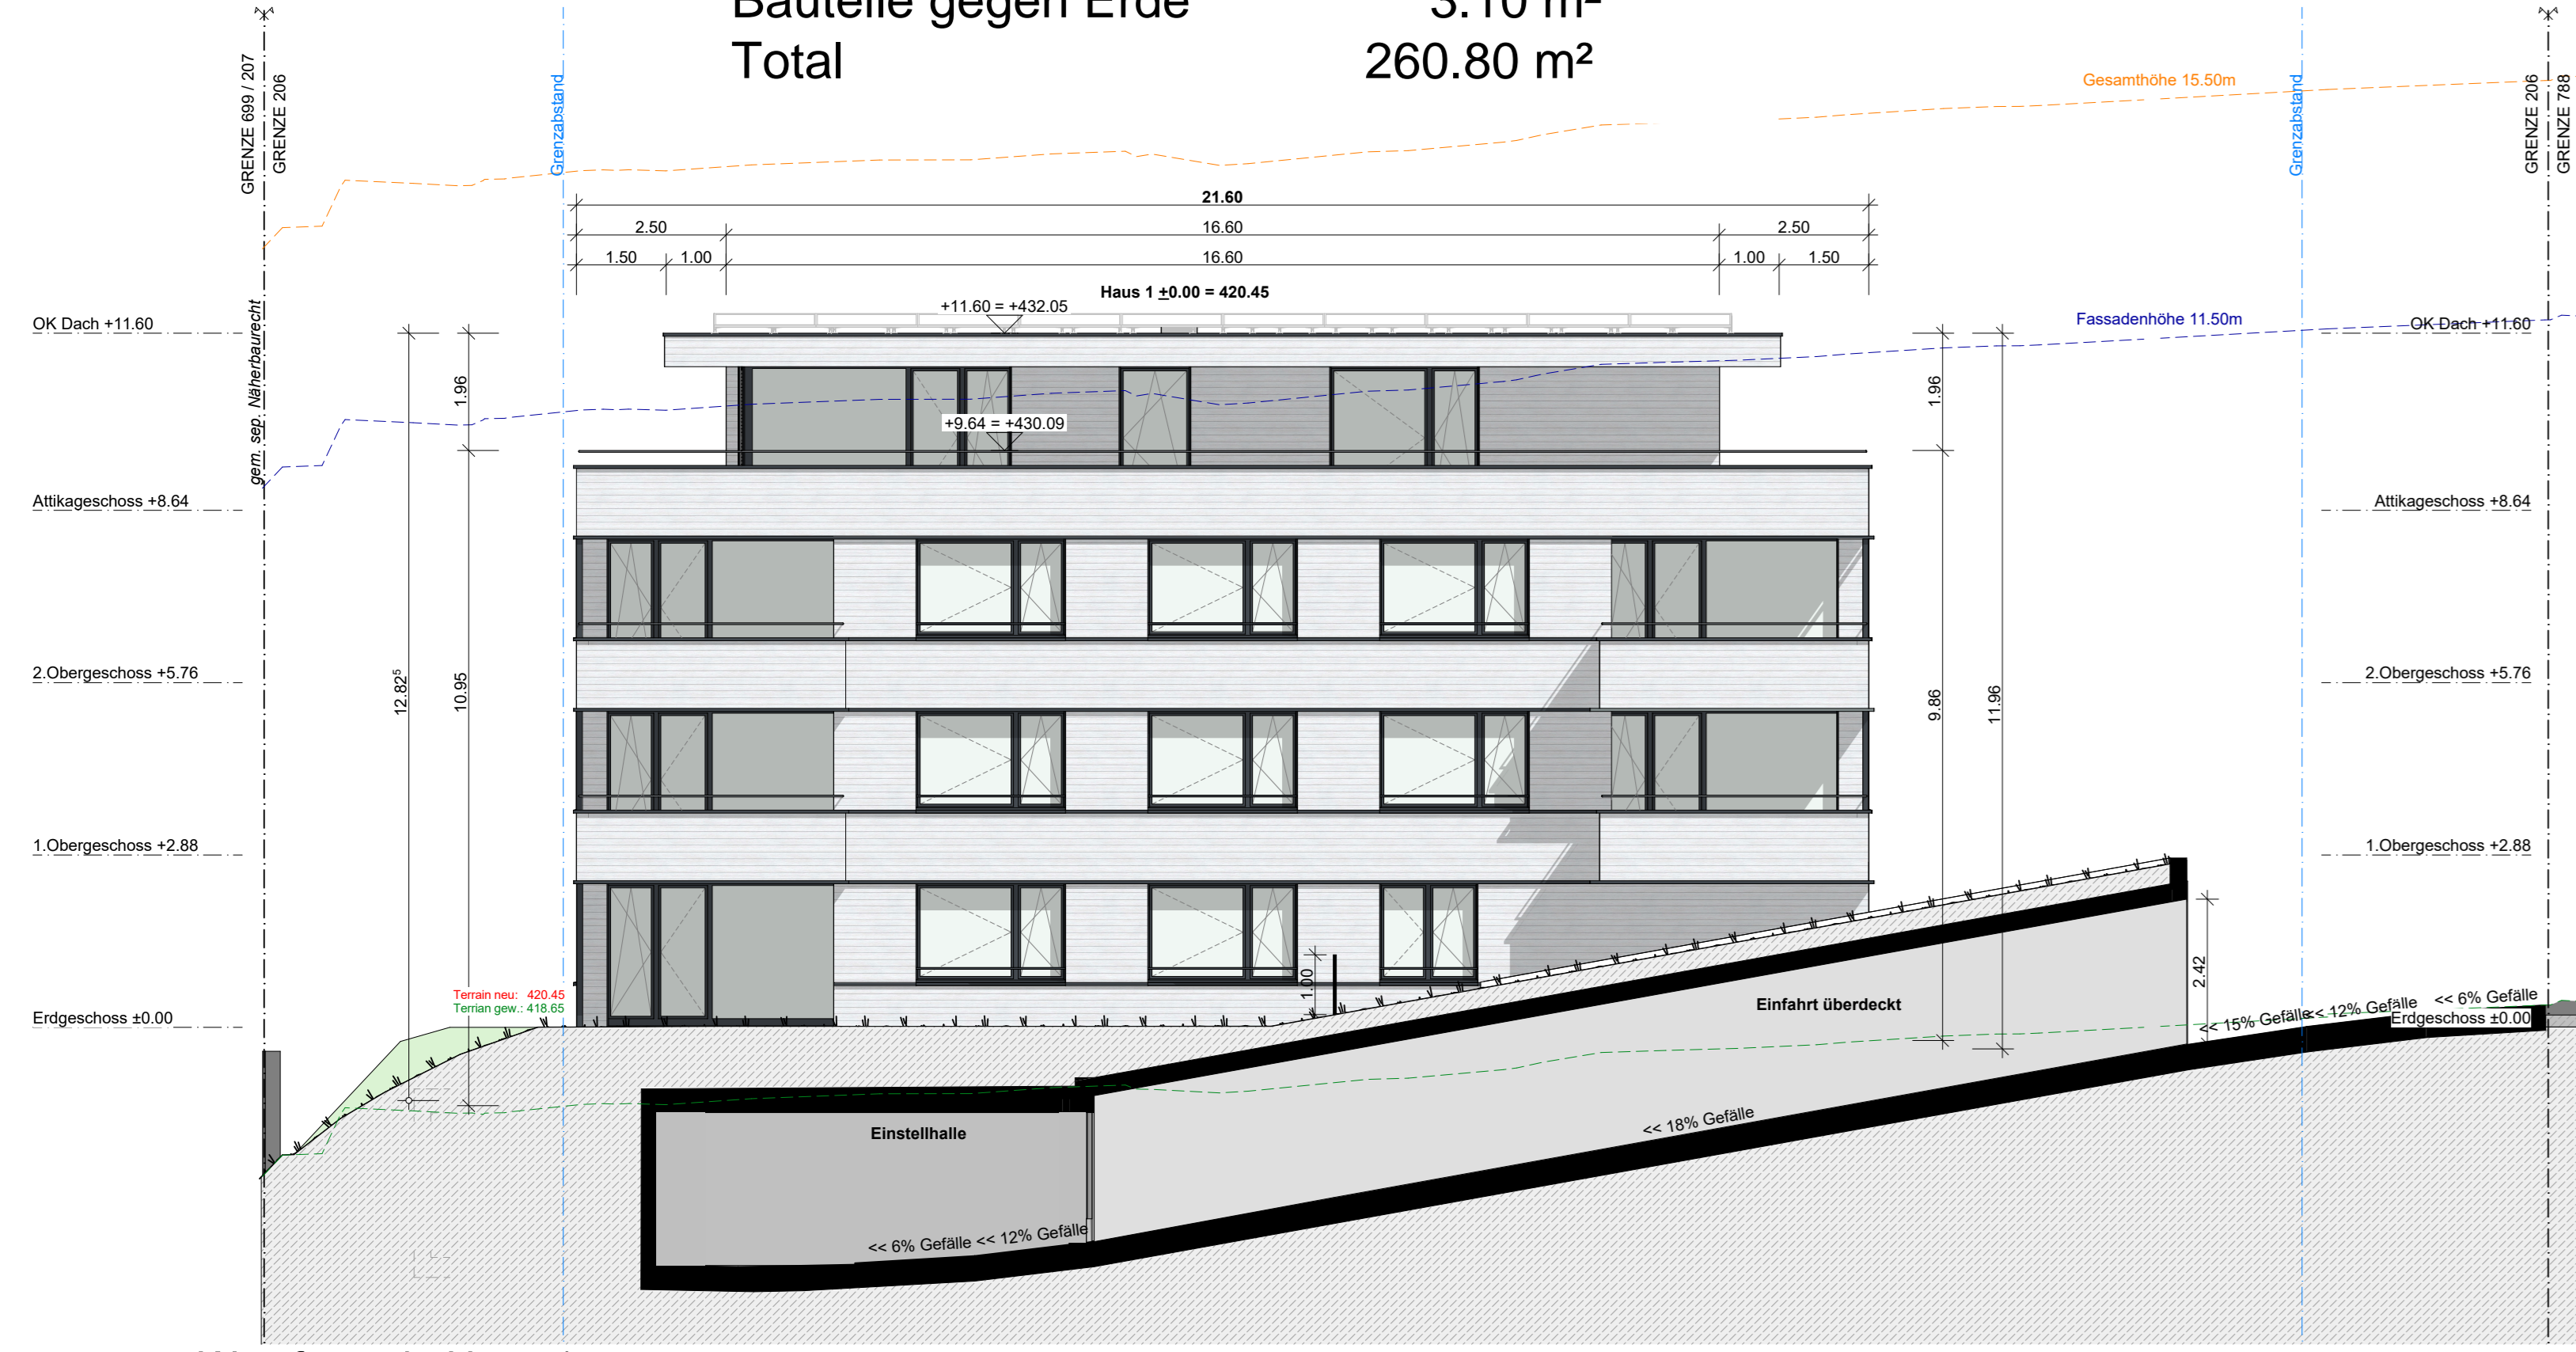 Bauteile gegen Erde 3.10 m²
Total 260.80 m²
GRENZE 699 / 207
GRENZE 206
Grenzabstand
Gesamthöhe 15.50m
Grenzabstand
GRENZE 206
GRENZE 788
21.60
2.50 16.60 2.50
1.50 1.00 16.60 1.00 1.50
Haus 1 ±0.00 = 420.45
+11.60 = +432.05
gem. sep. Näherbaurecht
OK Dach +11.60
Fassadenhöhe 11.50m
OK Dach +11.60
1.96
1.96
+9.64 = +430.09
Attikageschoss +8.64
Attikageschoss +8.64
2.Obergeschoss +5.76
2.Obergeschoss +5.76
12.82⁵
10.95
9.86
11.96
1.Obergeschoss +2.88
1.Obergeschoss +2.88
Terrain neu: 420.45
Terrian gew.: 418.65
1.00
2.42
Einfahrt überdeckt
Erdgeschoss ±0.00
<< 15% Gefälle
<< 12% Gefälle
<< 6% Gefälle
Erdgeschoss ±0.00
<< 18% Gefälle
Einstellhalle
<< 6% Gefälle << 12% Gefälle